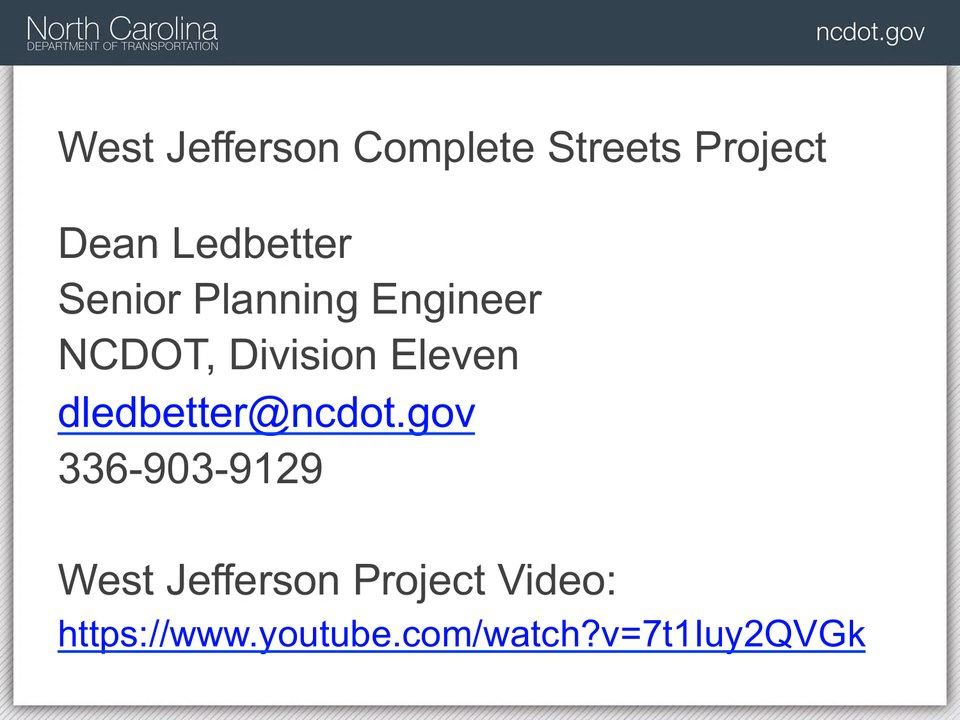 North Carolina
DEPARTMENT OF TRANSPORTATION
ncdot.gov
West Jefferson Complete Streets Project
Dean Ledbetter
Senior Planning Engineer
NCDOT, Division Eleven
dledbetter@ncdot.gov
336-903-9129
West Jefferson Project Video:
https://www.youtube.com/watch?v=7t1Iuy2QVGk